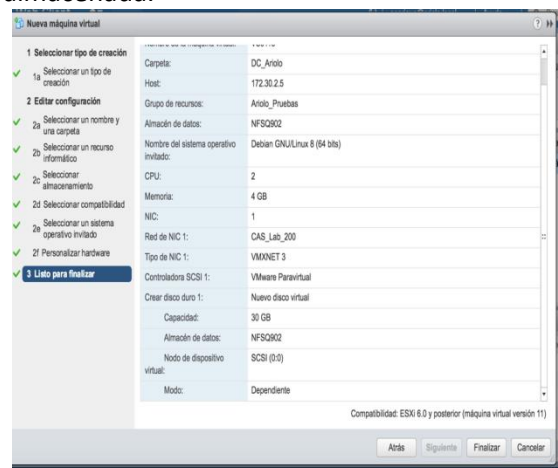 Nueva máquina virtual
1 Seleccionar tipo de creación
1a Seleccionar un tipo de
creación
2 Editar configuración
2a Seleccionar un nombre y
una carpeta
2b Seleccionar un recurso
informático
2c Seleccionar
almacenamiento
2d Seleccionar compatibilidad
2e Seleccionar un sistema
operativo invitado
2f Personalizar hardware
3 Listo para finalizar
Carpeta: DC_Ariolo
Host: 172.30.2.5
Grupo de recursos: Ariolo_Pruebas
Almacén de datos: NFSQ902
Nombre del sistema operativo Debian GNU/Linux 8 (64 bits)
invitado:
CPU: 2
Memoria: 4 GB
NIC: 1
Red de NIC 1: CAS_Lab_200
Tipo de NIC 1: VMXNET 3
Controladora SCSI 1: VMware Paravirtual
Crear disco duro 1: Nuevo disco virtual
Capacidad: 30 GB
Almacén de datos: NFSQ902
Nodo de dispositivo SCSI (0:0)
virtual:
Modo: Dependiente
Compatibilidad: ESXi 6.0 y posterior (máquina virtual versión 11)
Atrás Siguiente Finalizar Cancelar